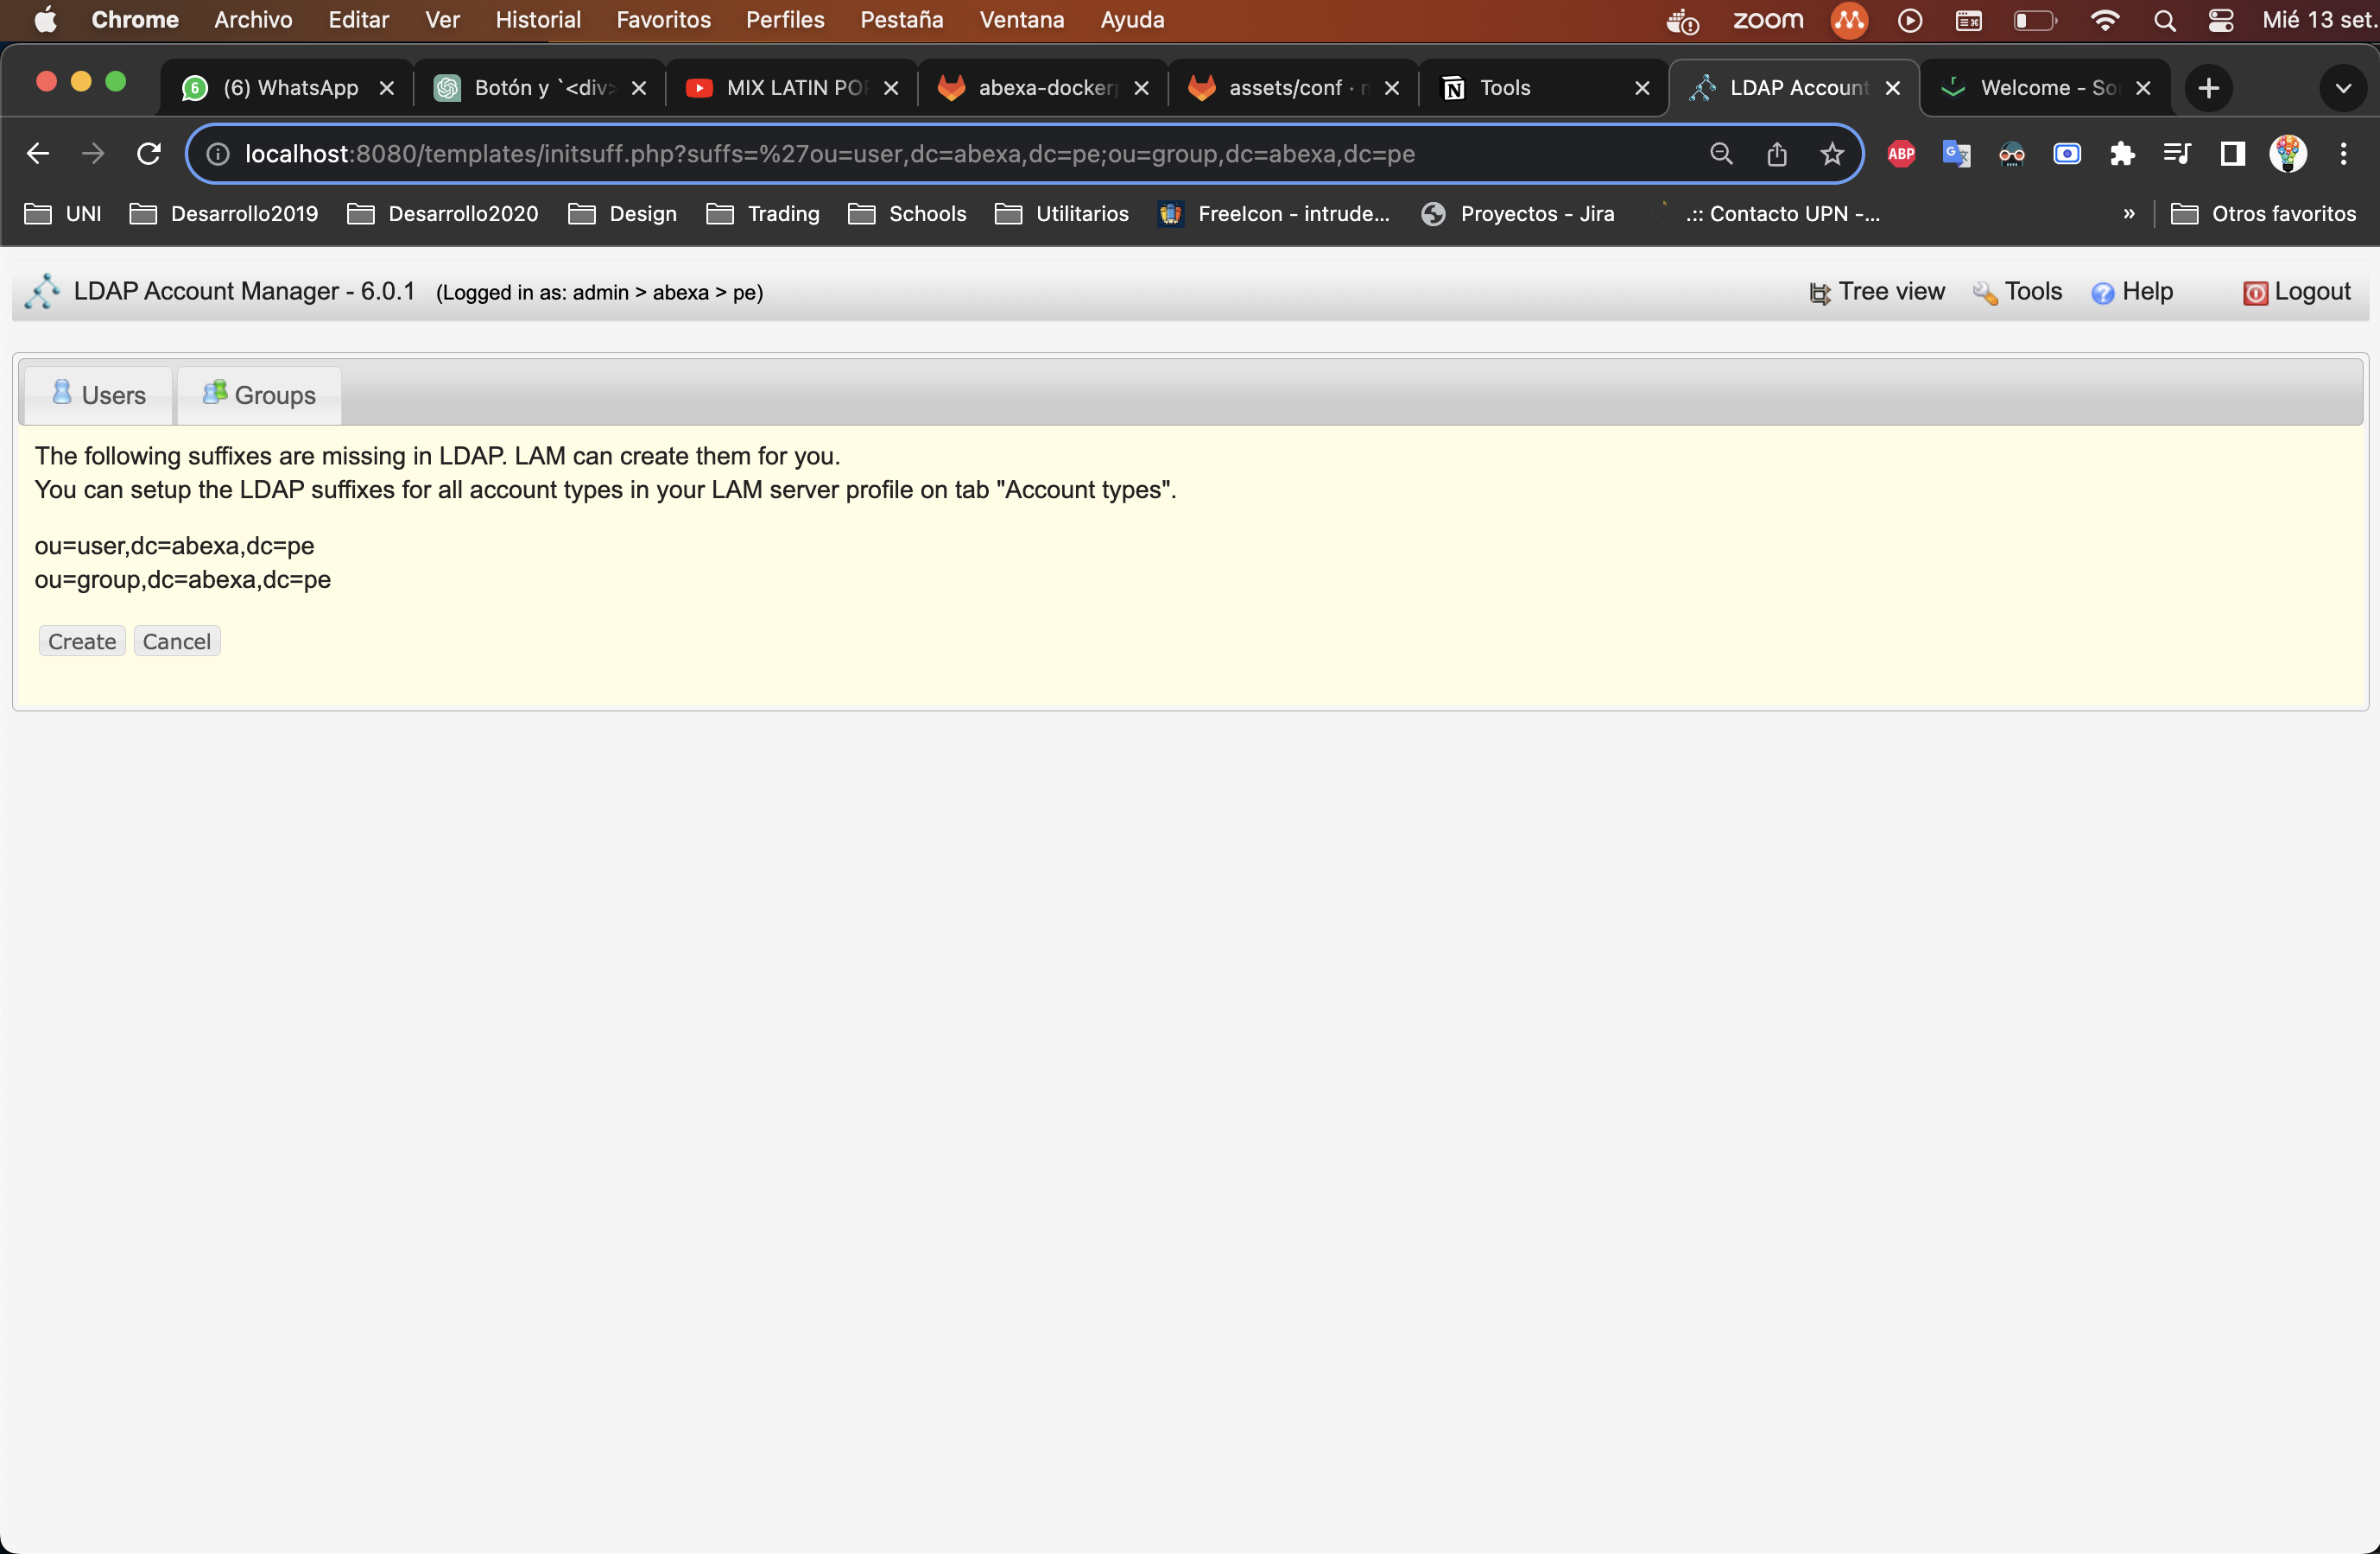 Chrome Archivo Editar Ver Historial Favoritos Perfiles Pestaña Ventana Ayuda zoom Mié 13 set.
6 (6) WhatsApp Botón y `<div> MIX LATIN POP abexa-docker assets/conf · Tools LDAP Account Welcome - So
localhost:8080/templates/initsuff.php?suffs=%27ou=user,dc=abexa,dc=pe;ou=group,dc=abexa,dc=pe ABP
UNI Desarrollo2019 Desarrollo2020 Design Trading Schools Utilitarios FreeIcon - intrude... Proyectos - Jira .:: Contacto UPN -... » Otros favoritos
LDAP Account Manager - 6.0.1 (Logged in as: admin > abexa > pe) Tree view Tools Help Logout
Users Groups
The following suffixes are missing in LDAP. LAM can create them for you.
You can setup the LDAP suffixes for all account types in your LAM server profile on tab "Account types".
ou=user,dc=abexa,dc=pe
ou=group,dc=abexa,dc=pe
Create Cancel